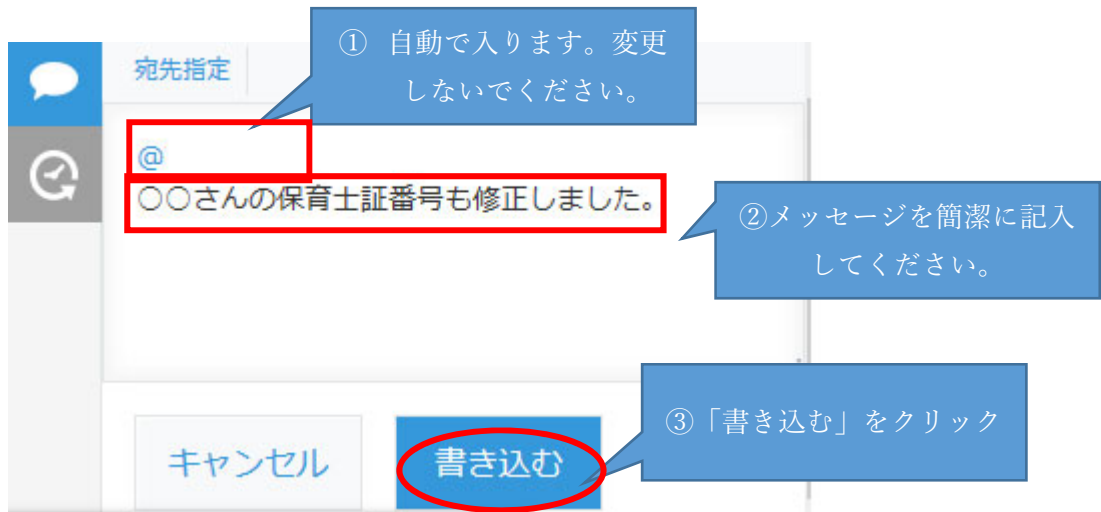 ① 自動で入ります。変更
しないでください。
宛先指定
@
○○さんの保育士証番号も修正しました。
②メッセージを簡潔に記入
してください。
③「書き込む」をクリック
キャンセル
書き込む